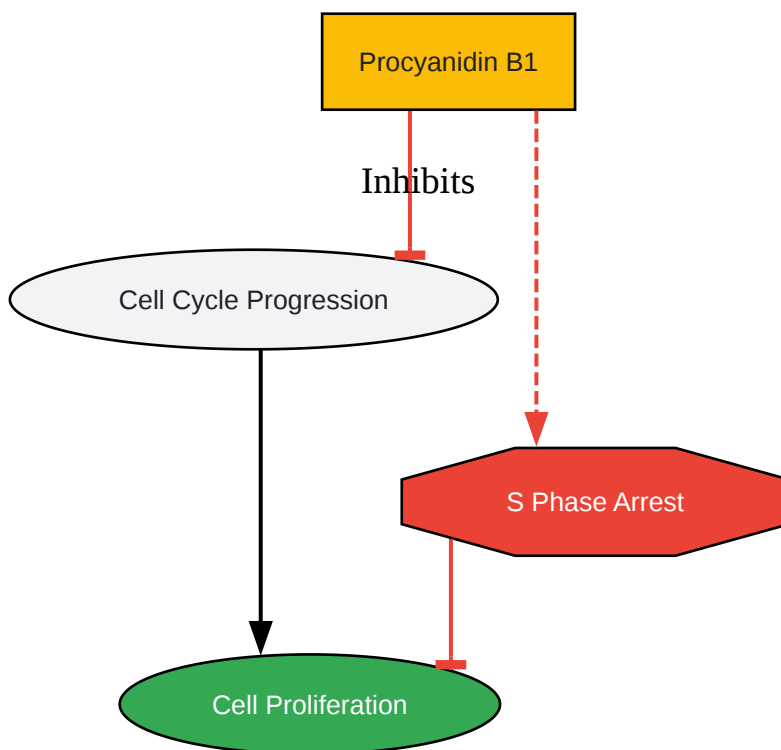 Procyanidin B1
Inhibits
Cell Cycle Progression
S Phase Arrest
Cell Proliferation